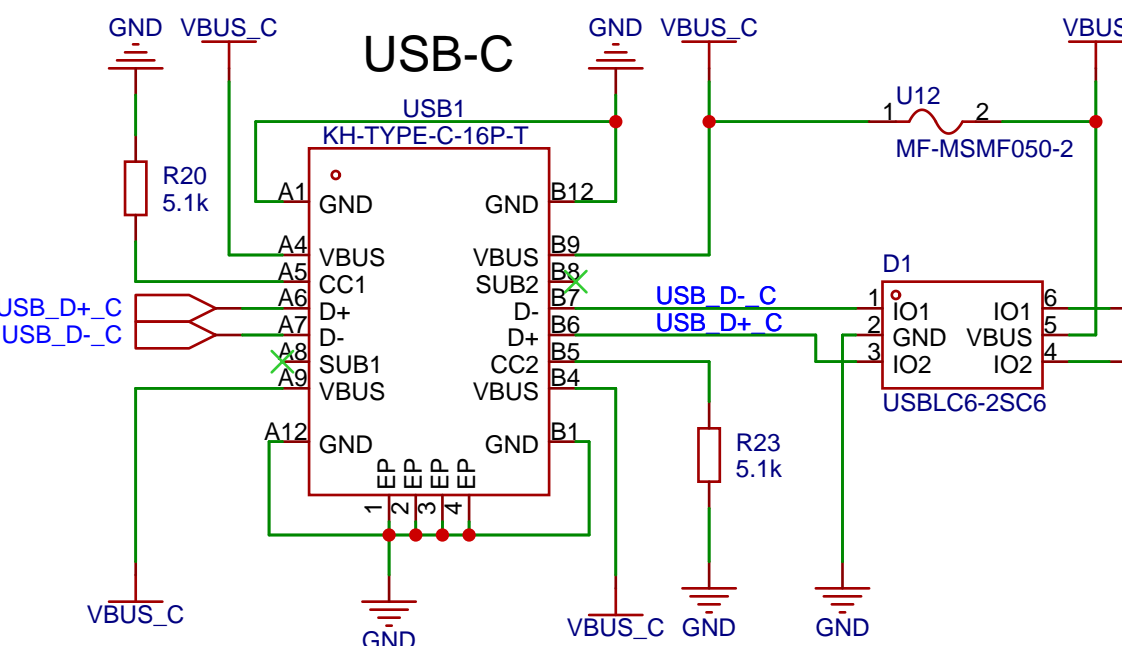 GND VBUS_C GND VBUS_C VBUS
USB-C
USB1
KH-TYPE-C-16P-T
U12
1 2
MF-MSMF050-2
R20
5.1k
A1 GND GND B12
A4 VBUS VBUS B9
A5 CC1 SUB2 B8
USB_D+_C A6 D+ D- B7 USB_D-_C
USB_D-_C A7 D- D+ B6 USB_D+_C
A8 SUB1 CC2 B5
A9 VBUS VBUS B4
A12 GND GND B1
EP EP EP EP
1 2 3 4
D1
1 IO1 IO1 6
2 GND VBUS 5
3 IO2 IO2 4
USBLC6-2SC6
R23
5.1k
VBUS_C GND VBUS_C GND GND